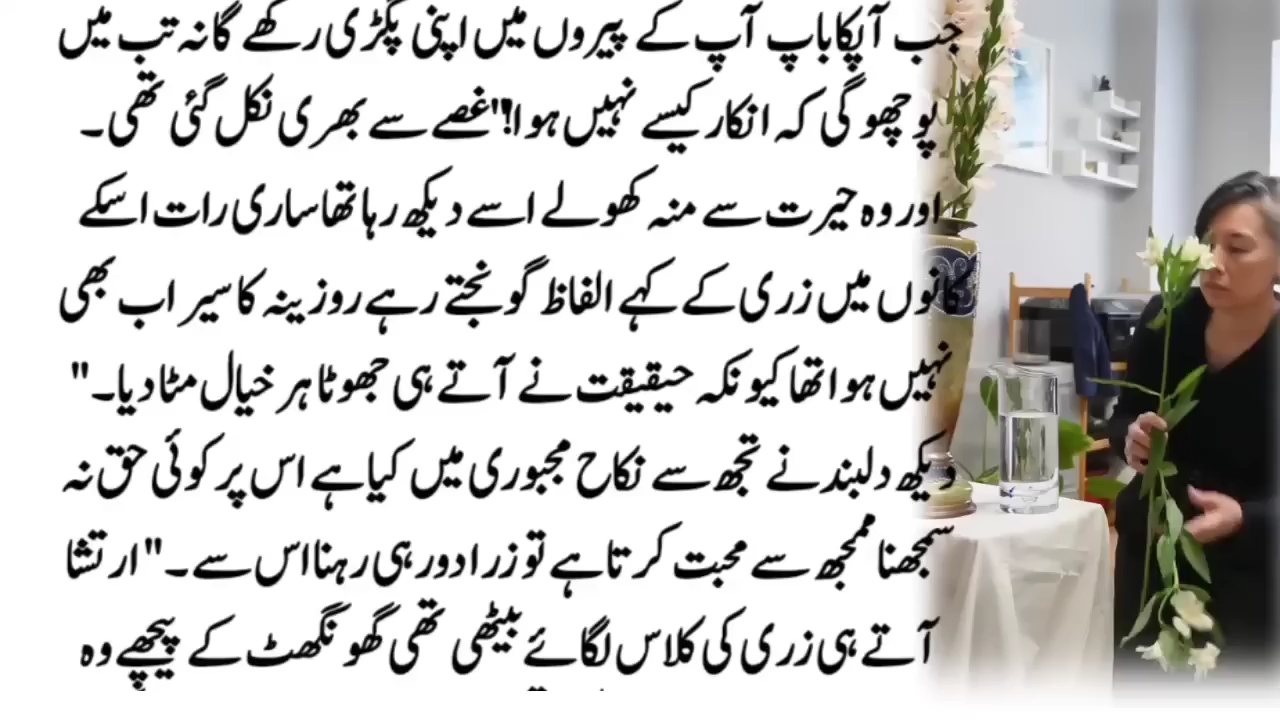 جب آپکا باپ آپ کے پیروں میں اپنی پگڑی رکھے گا نہ تب میں
پوچھو گی کہ انکار کیسے نہیں ہوا!"غصے سے بھری نکل گئی تھی۔
اور وہ حیرت سے منہ کھولے اسے دیکھ رہا تھا ساری رات اسکے
کانوں میں زری کے کہے الفاظ گونجتے رہے روزینہ کا سیر اب بھی
نہیں ہوا تھا کیونکہ حیقیقت نے آتے ہی جھوٹا ہر خیال مٹا دیا۔"
دیکھ دلبند نے تجھ سے نکاح مجبوری میں کیا ہے اس پر کوئی حق نہ
سمجھنا ممجھ سے محبت کرتا ہے تو زرا دور ہی رہنا اس سے۔"ارتشا
آتے ہی زری کی کلاس لگائے بیٹھی تھی گھونگھٹ کے پیچھے وہ